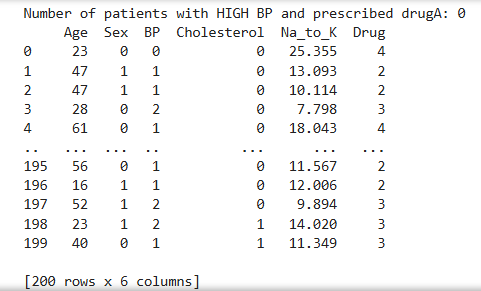 Number of patients with HIGH BP and prescribed drugA: 0
Age Sex BP Cholesterol Na_to_K Drug
0 23 0 0 0 25.355 4
1 47 1 1 0 13.093 2
2 47 1 1 0 10.114 2
3 28 0 2 0 7.798 3
4 61 0 1 0 18.043 4
.. ... ... .. ... ... ...
195 56 0 1 0 11.567 2
196 16 1 1 0 12.006 2
197 52 1 2 0 9.894 3
198 23 1 2 1 14.020 3
199 40 0 1 1 11.349 3
[200 rows x 6 columns]